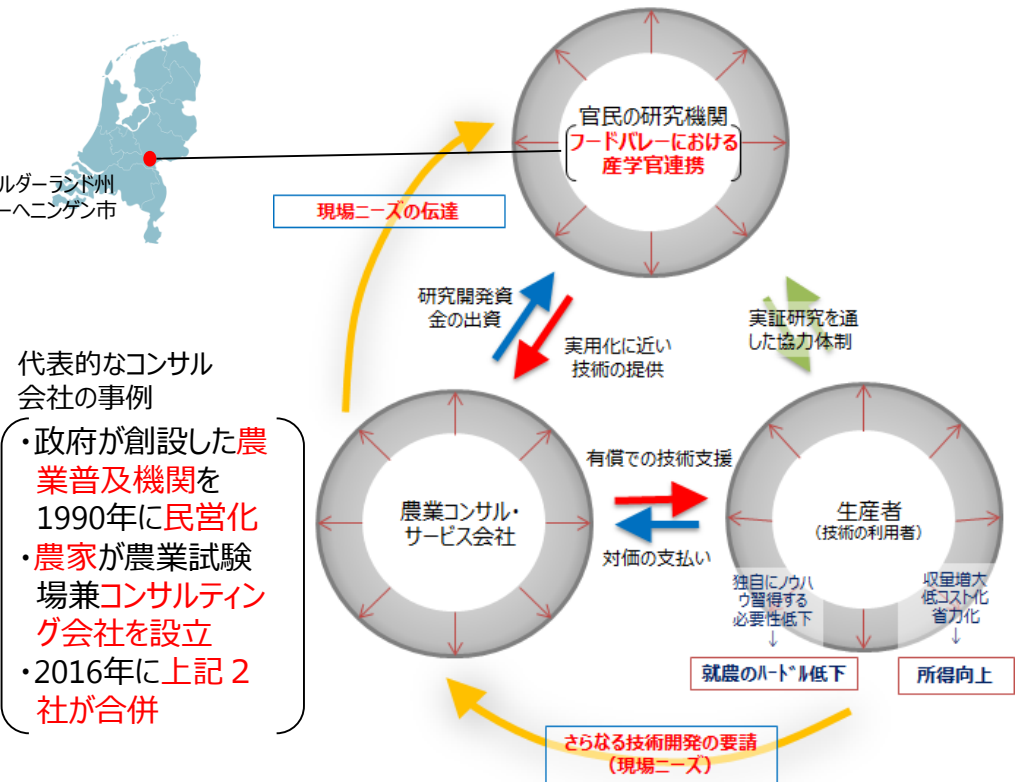 官民の研究機関
フードバレーにおける
産学官連携
ルダーランド州
ーヘニンゲン市
現場ニーズの伝達
研究開発資
金の出資
実用化に近い
技術の提供
実証研究を通
した協力体制
代表的なコンサル
会社の事例
・政府が創設した農
業普及機関を
1990年に民営化
・農家が農業試験
場兼コンサルティン
グ会社を設立
・2016年に上記２
社が合併
農業コンサル・
サービス会社
有償での技術支援
対価の支払い
生産者
(技術の利用者)
独自にノウハ
ウ習得する
必要性低下
↓
就農のハードル低下
収量増大
低コスト化
省力化
↓
所得向上
さらなる技術開発の要請
（現場ニーズ）